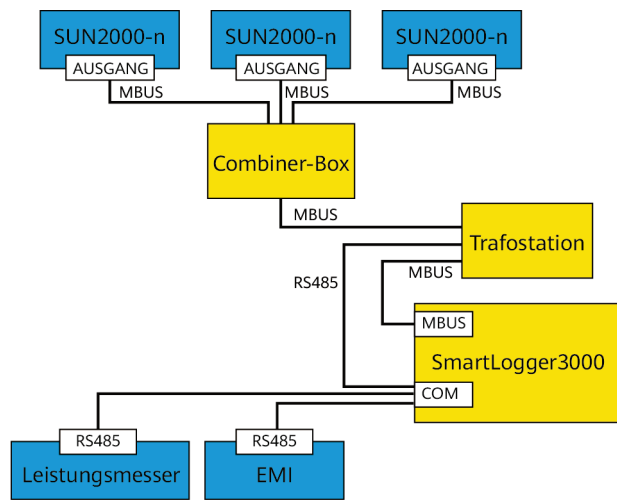 SUN2000-n
SUN2000-n
SUN2000-n
AUSGANG
AUSGANG
AUSGANG
MBUS
MBUS
MBUS
Combiner-Box
MBUS
Trafostation
MBUS
RS485
MBUS
SmartLogger3000
COM
RS485
RS485
Leistungsmesser
EMI